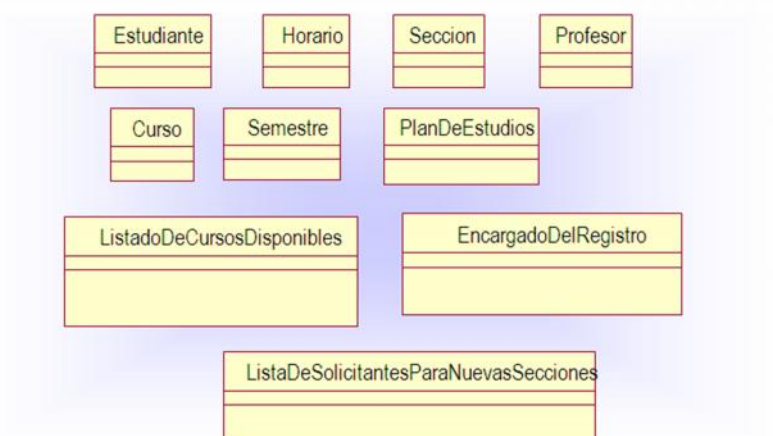 Estudiante
Horario
Seccion
Profesor
Curso
Semestre
PlanDeEstudios
ListadoDeCursosDisponibles
EncargadoDelRegistro
ListaDeSolicitantesParaNuevasSecciones